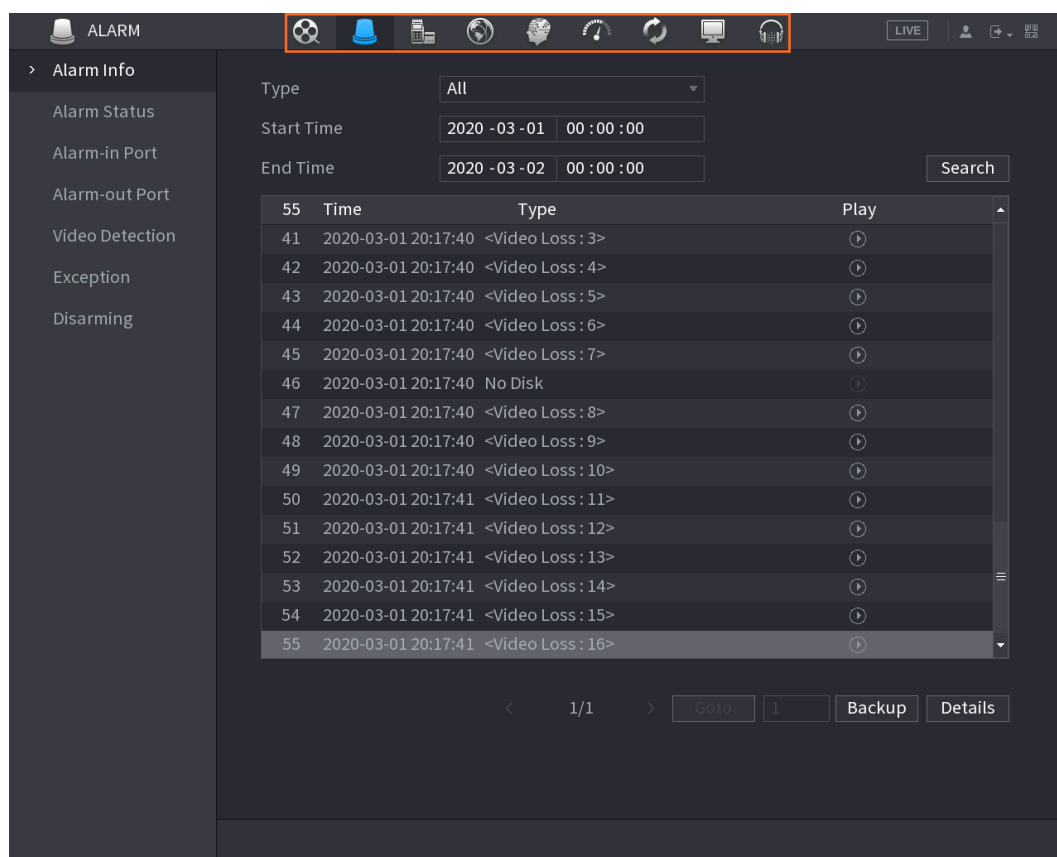 ALARM LIVE
> Alarm Info
Alarm Status
Alarm-in Port
Alarm-out Port
Video Detection
Exception
Disarming
Type All
Start Time 2020 -03 -01 00 : 00 : 00
End Time 2020 -03 -02 00 : 00 : 00 Search
55 Time Type Play
41 2020-03-01 20:17:40 <Video Loss : 3>
42 2020-03-01 20:17:40 <Video Loss : 4>
43 2020-03-01 20:17:40 <Video Loss : 5>
44 2020-03-01 20:17:40 <Video Loss : 6>
45 2020-03-01 20:17:40 <Video Loss : 7>
46 2020-03-01 20:17:40 No Disk
47 2020-03-01 20:17:40 <Video Loss : 8>
48 2020-03-01 20:17:40 <Video Loss : 9>
49 2020-03-01 20:17:40 <Video Loss : 10>
50 2020-03-01 20:17:41 <Video Loss : 11>
51 2020-03-01 20:17:41 <Video Loss : 12>
52 2020-03-01 20:17:41 <Video Loss : 13>
53 2020-03-01 20:17:41 <Video Loss : 14>
54 2020-03-01 20:17:41 <Video Loss : 15>
55 2020-03-01 20:17:41 <Video Loss : 16>
< 1/1 > Goto 1 Backup Details